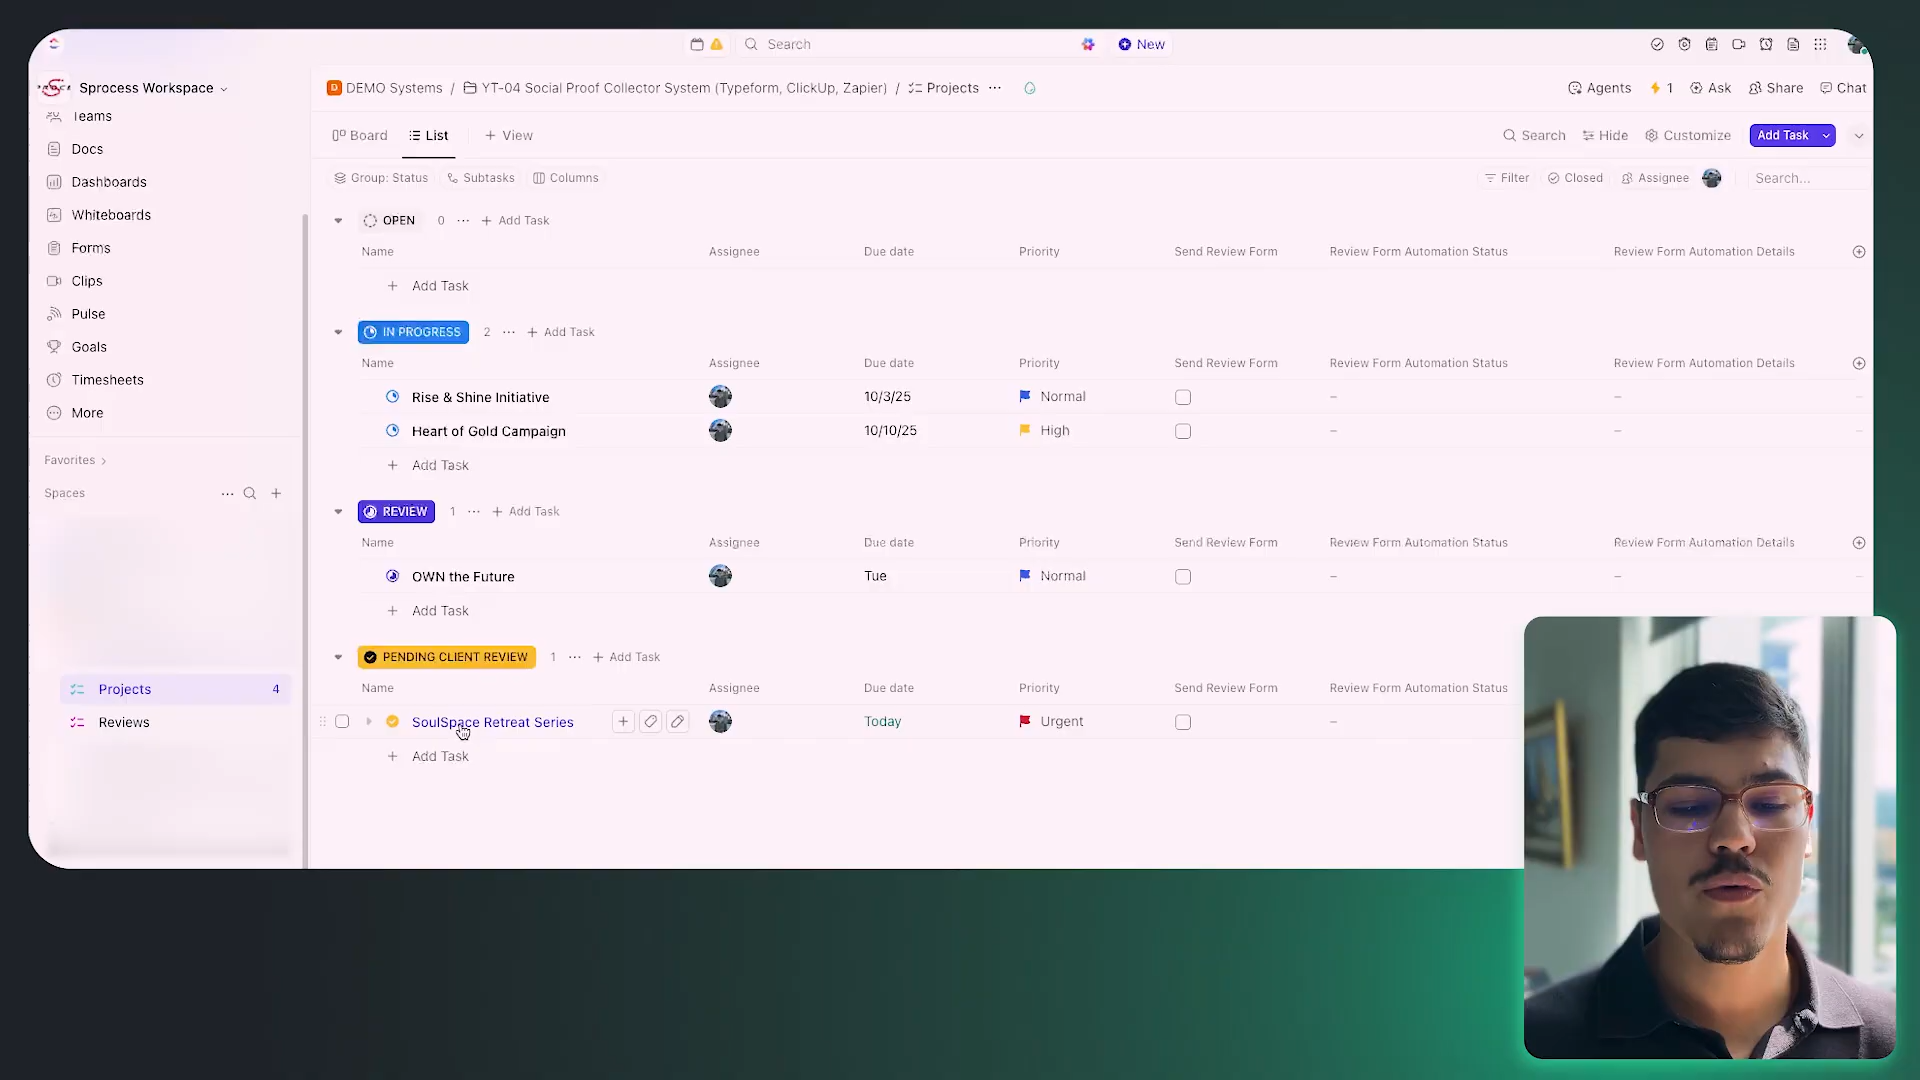 Search
New
Sprocess Workspace
DEMO Systems / YT-04 Social Proof Collector System (Typeform, ClickUp, Zapier) / Projects ...
Agents 1 Ask Share Chat
Teams
Docs
Dashboards
Whiteboards
Forms
Clips
Pulse
Goals
Timesheets
More
Favorites
Spaces
Projects 4
Reviews
Board List + View
Search Hide Customize Add Task
Group: Status Subtasks Columns
Filter Closed Assignee Search...
OPEN 0 ... + Add Task
Name Assignee Due date Priority Send Review Form Review Form Automation Status Review Form Automation Details
+ Add Task
IN PROGRESS 2 ... + Add Task
Name Assignee Due date Priority Send Review Form Review Form Automation Status Review Form Automation Details
Rise & Shine Initiative 10/3/25 Normal – –
Heart of Gold Campaign 10/10/25 High – –
+ Add Task
REVIEW 1 ... + Add Task
Name Assignee Due date Priority Send Review Form Review Form Automation Status Review Form Automation Details
OWN the Future Tue Normal – –
+ Add Task
PENDING CLIENT REVIEW 1 ... + Add Task
Name Assignee Due date Priority Send Review Form Review Form Automation Status
SoulSpace Retreat Series Today Urgent –
+ Add Task